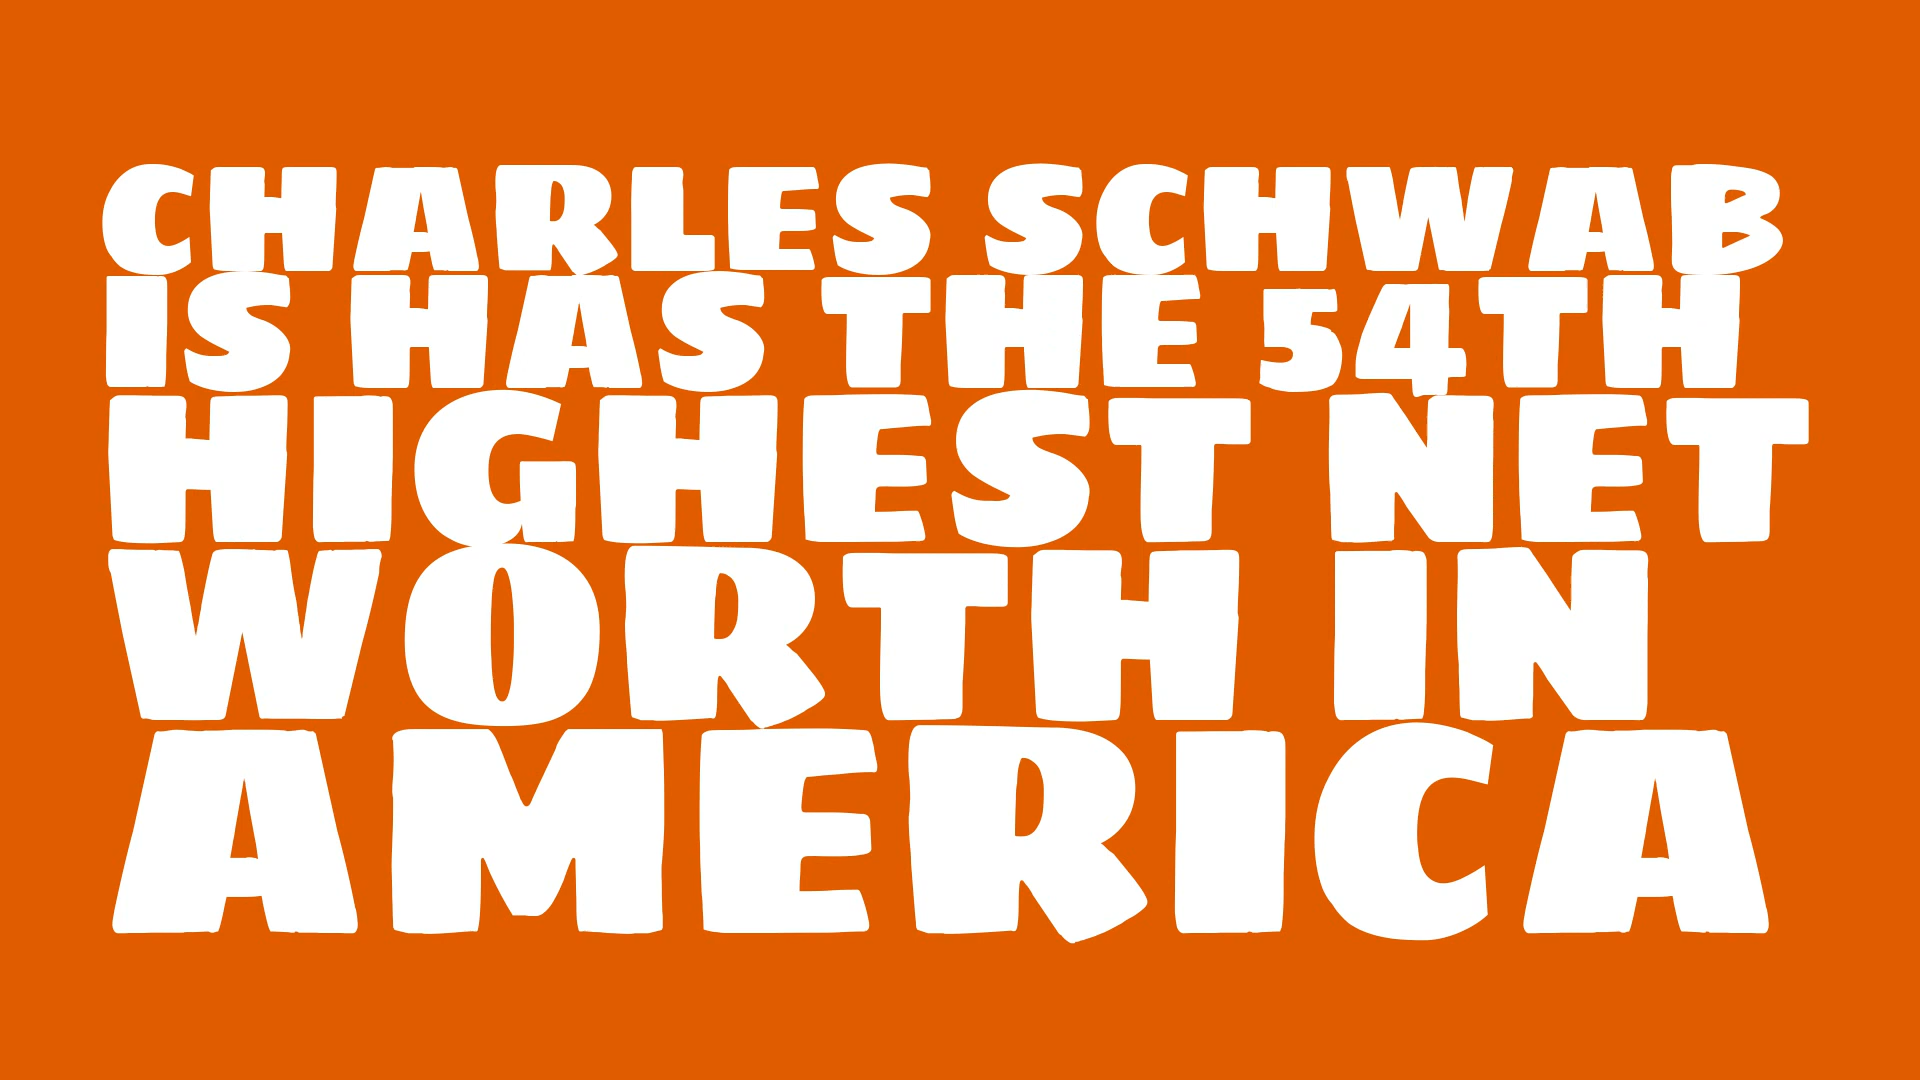 CHARLES SCHWAB
IS HAS THE 54TH
HIGHEST NET
WORTH IN
AMERICA